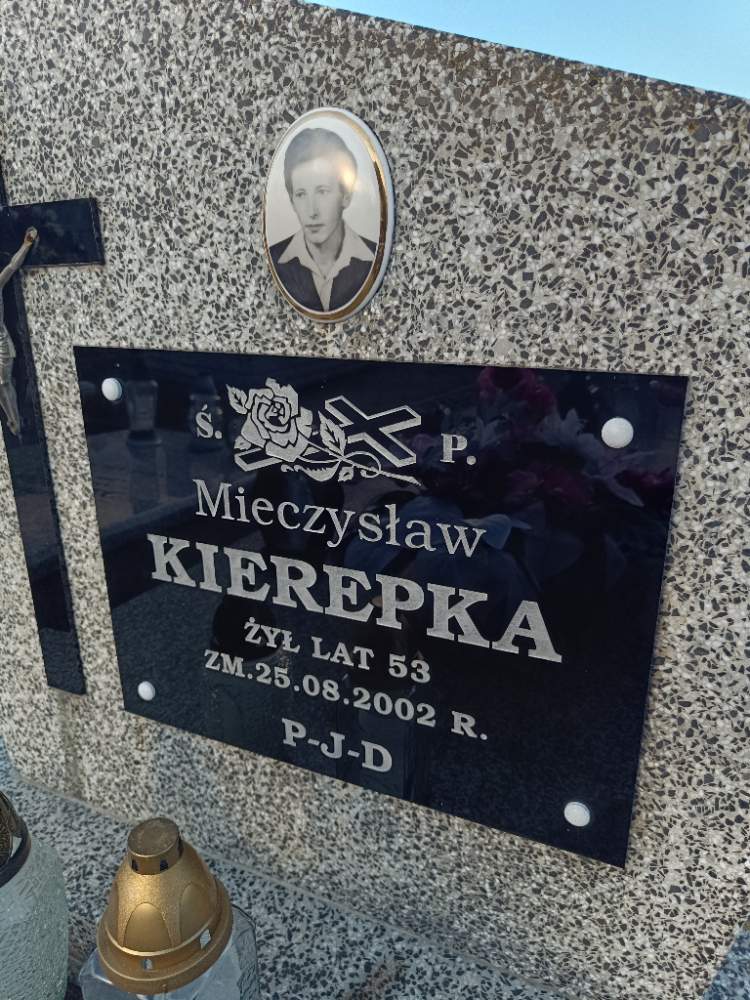 Ś. P.
Mieczysław
KIEREPKA
ŻYŁ LAT 53
ZM.25.08.2002 R.
P-J-D